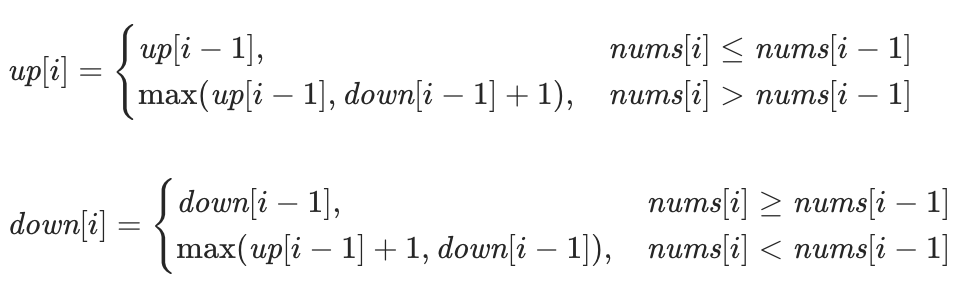 up[i] = { up[i − 1], nums[i] ≤ nums[i − 1]
max(up[i − 1], down[i − 1] + 1), nums[i] > nums[i − 1]
down[i] = { down[i − 1], nums[i] ≥ nums[i − 1]
max(up[i − 1] + 1, down[i − 1]), nums[i] < nums[i − 1]